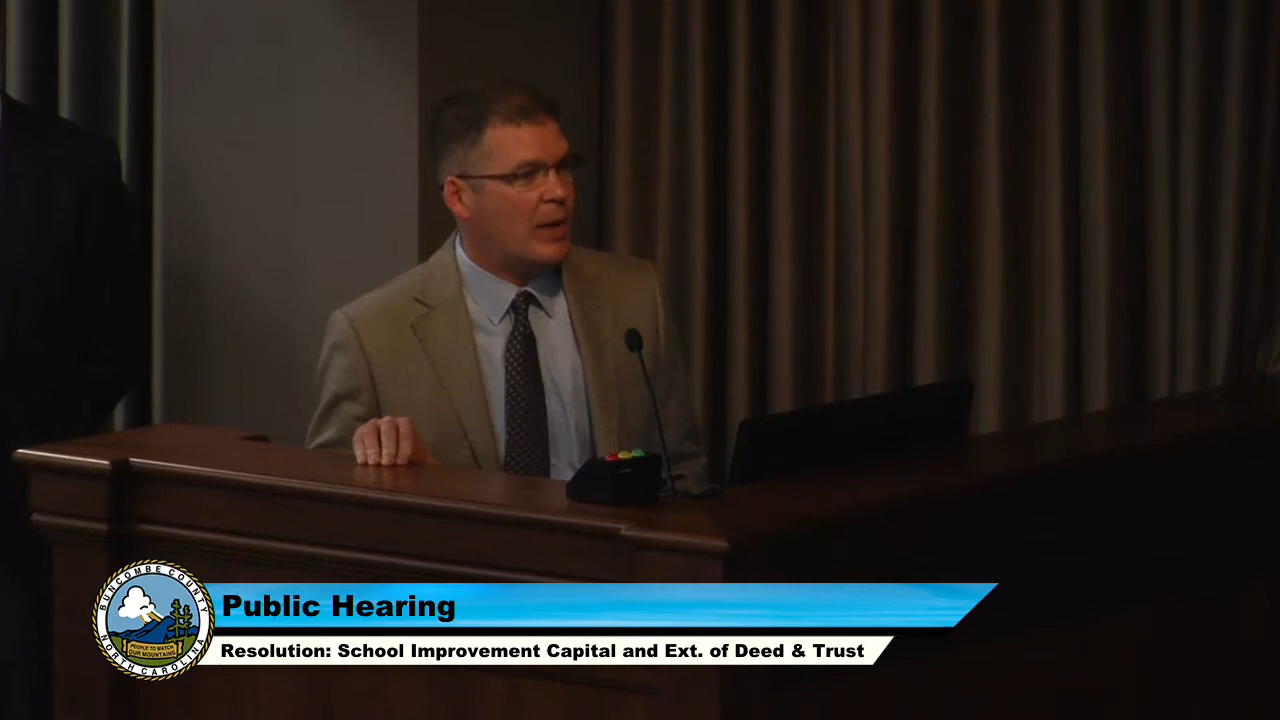 Public Hearing
Resolution: School Improvement Capital and Ext. of Deed & Trust
BUNCOMBE COUNTY
PEOPLE TO MATCH
OUR MOUNTAINS
NORTH CAROLINA